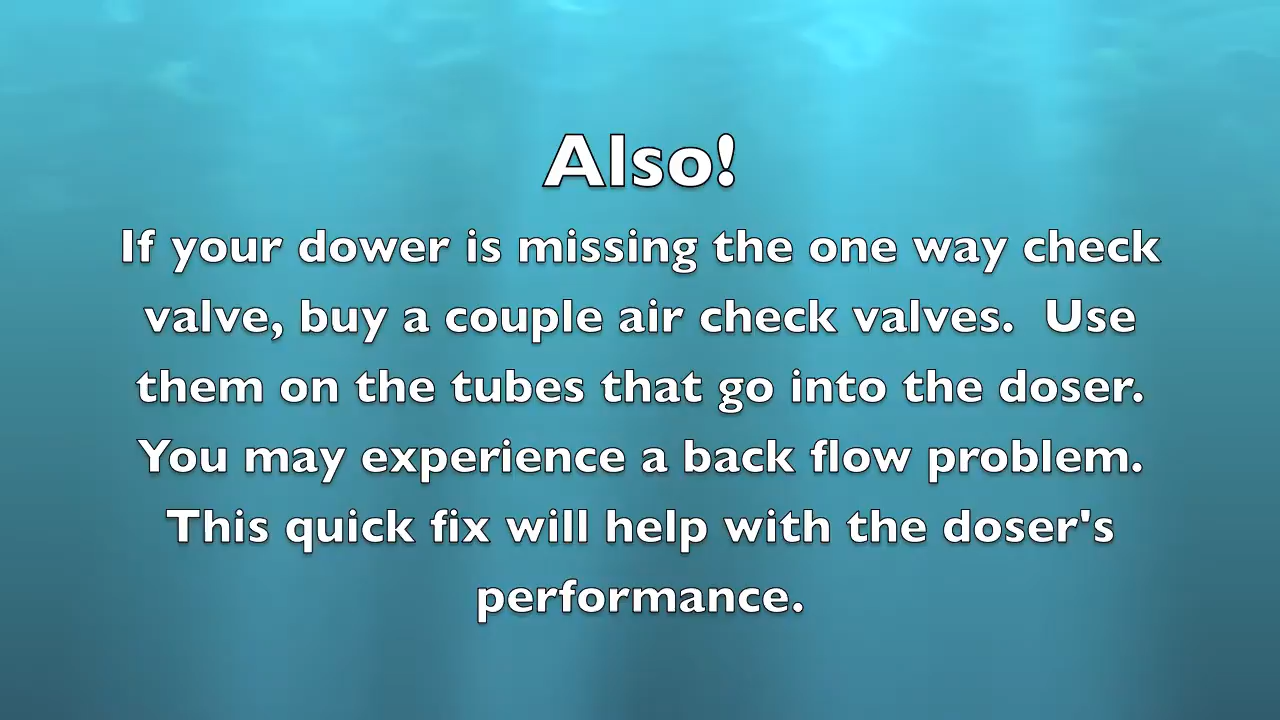 Also!
If your dower is missing the one way check
valve, buy a couple air check valves.  Use
them on the tubes that go into the doser.
You may experience a back flow problem.
This quick fix will help with the doser's
performance.